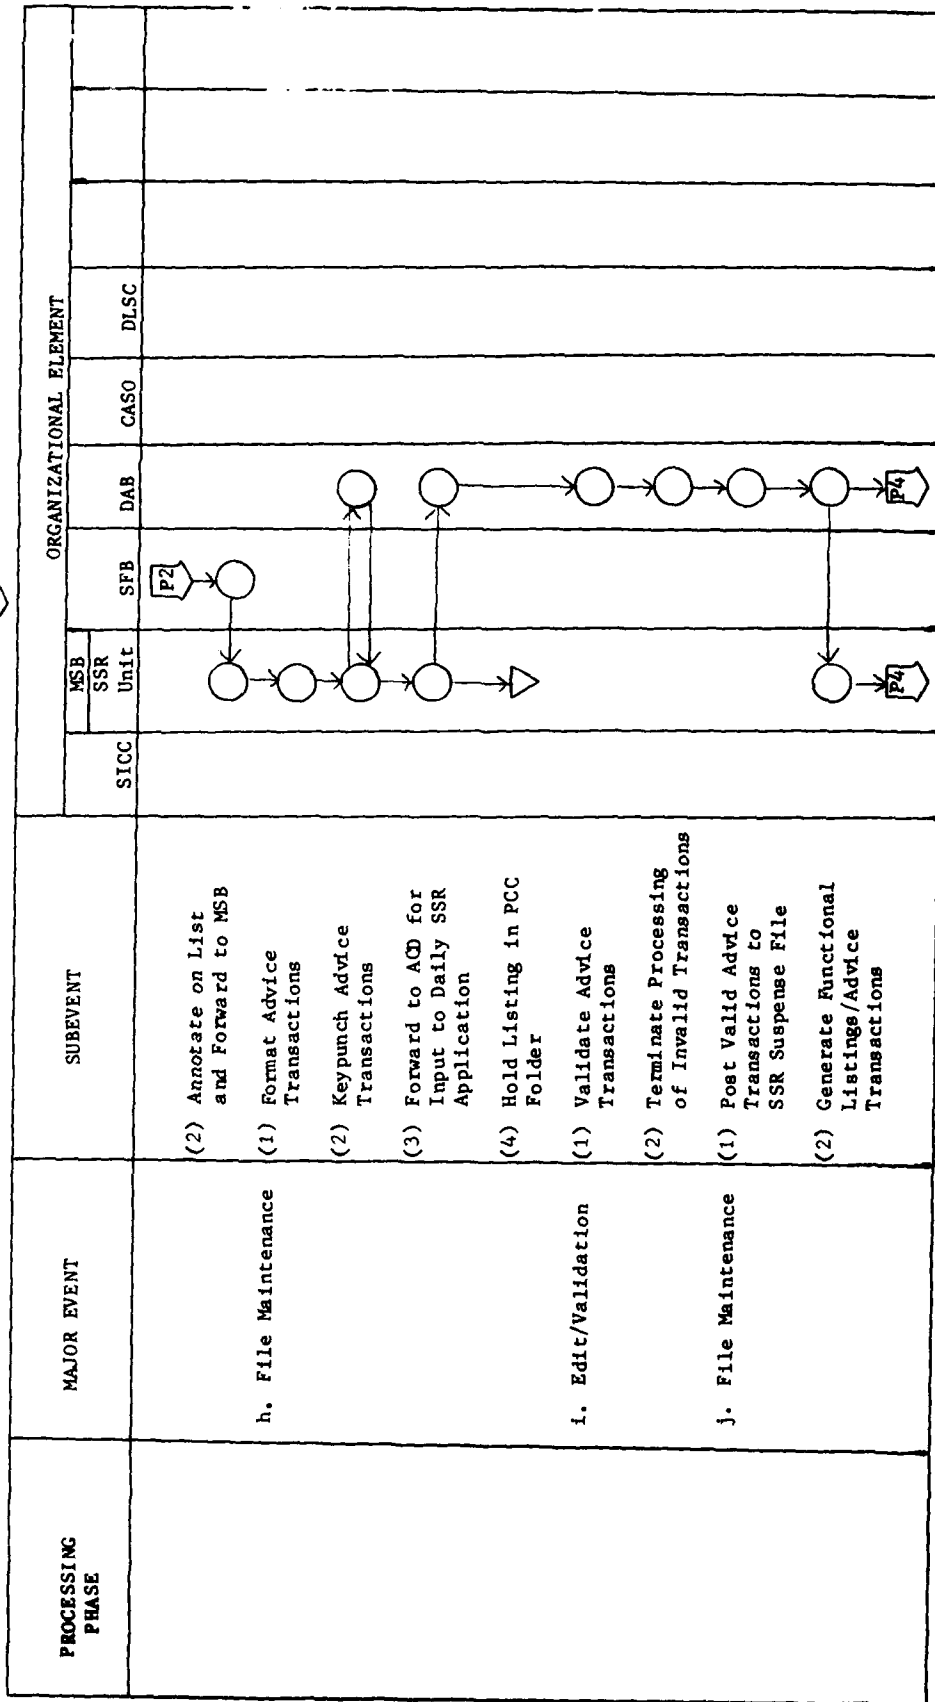 PROCESSING
PHASE
MAJOR EVENT
SUBEVENT
ORGANIZATIONAL ELEMENT
SICC
MSB
SSR
Unit
SFB
DAB
CASO
DLSC
P2
(2) Annotate on List
and Forward to MSB
h. File Maintenance
(1) Format Advice
Transactions
(2) Keypunch Advice
Transactions
(3) Forward to ACD for
Input to Daily SSR
Application
(4) Hold Listing in PCC
Folder
i. Edit/Validation
(1) Validate Advice
Transactions
(2) Terminate Processing
of Invalid Transactions
j. File Maintenance
(1) Post Valid Advice
Transactions to
SSR Suspense File
(2) Generate Functional
Listings/Advice
Transactions
P4
P4